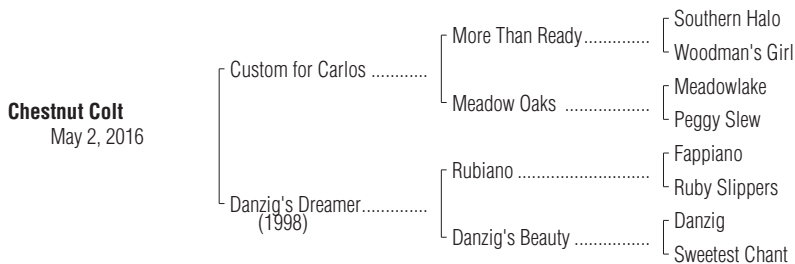 Southern Halo
More Than Ready..............
Woodman's Girl
Custom for Carlos ............
Meadowlake
Meadow Oaks ..................
Peggy Slew
Chestnut Colt
May 2, 2016
Fappiano
Rubiano ............................
Ruby Slippers
Danzig's Dreamer..............
(1998)
Danzig
Danzig's Beauty ................
Sweetest Chant